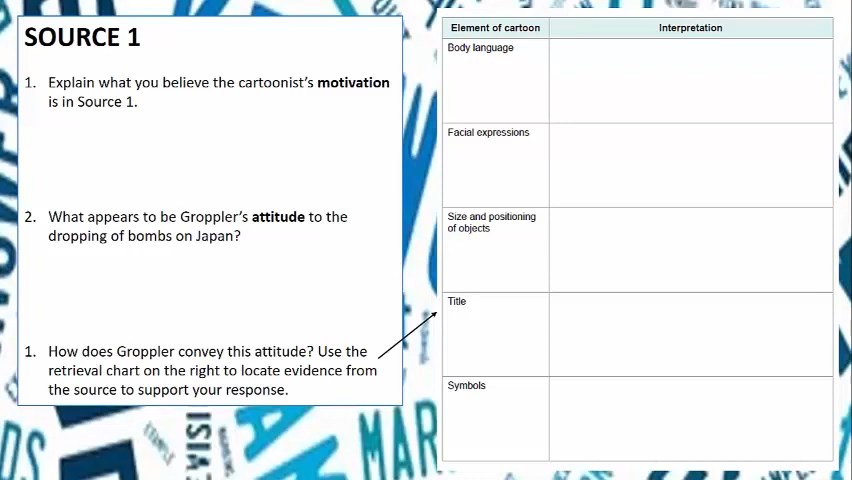 SOURCE 1
1. Explain what you believe the cartoonist's motivation
is in Source 1.
2. What appears to be Groppler's attitude to the
dropping of bombs on Japan?
1. How does Groppler convey this attitude? Use the
retrieval chart on the right to locate evidence from
the source to support your response.
Element of cartoon Interpretation
Body language
Facial expressions
Size and positioning
of objects
Title
Symbols
EXAMPLE
MAR